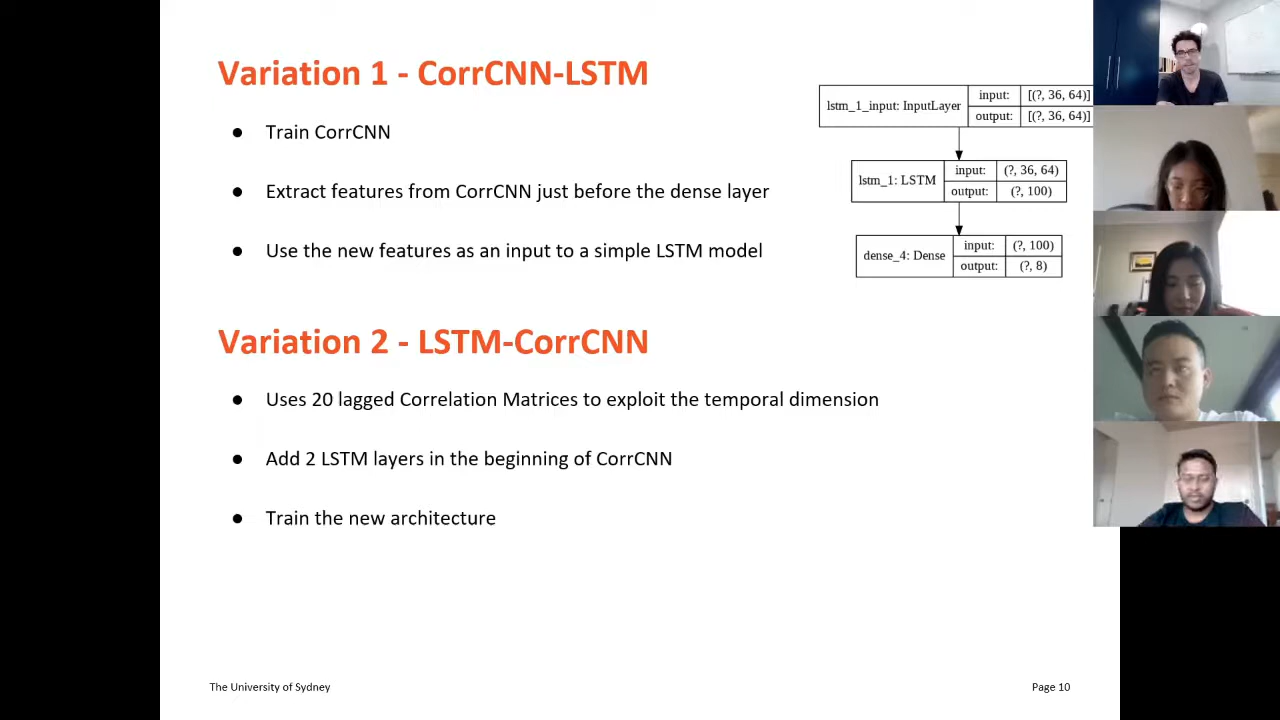 Variation 1 - CorrCNN-LSTM
● Train CorrCNN
● Extract features from CorrCNN just before the dense layer
● Use the new features as an input to a simple LSTM model
lstm_1_input: InputLayer
input: [(?, 36, 64)]
output: [(?, 36, 64)]
lstm_1: LSTM
input: (?, 36, 64)
output: (?, 100)
dense_4: Dense
input: (?, 100)
output: (?, 8)
Variation 2 - LSTM-CorrCNN
● Uses 20 lagged Correlation Matrices to exploit the temporal dimension
● Add 2 LSTM layers in the beginning of CorrCNN
● Train the new architecture
The University of Sydney
Page 10